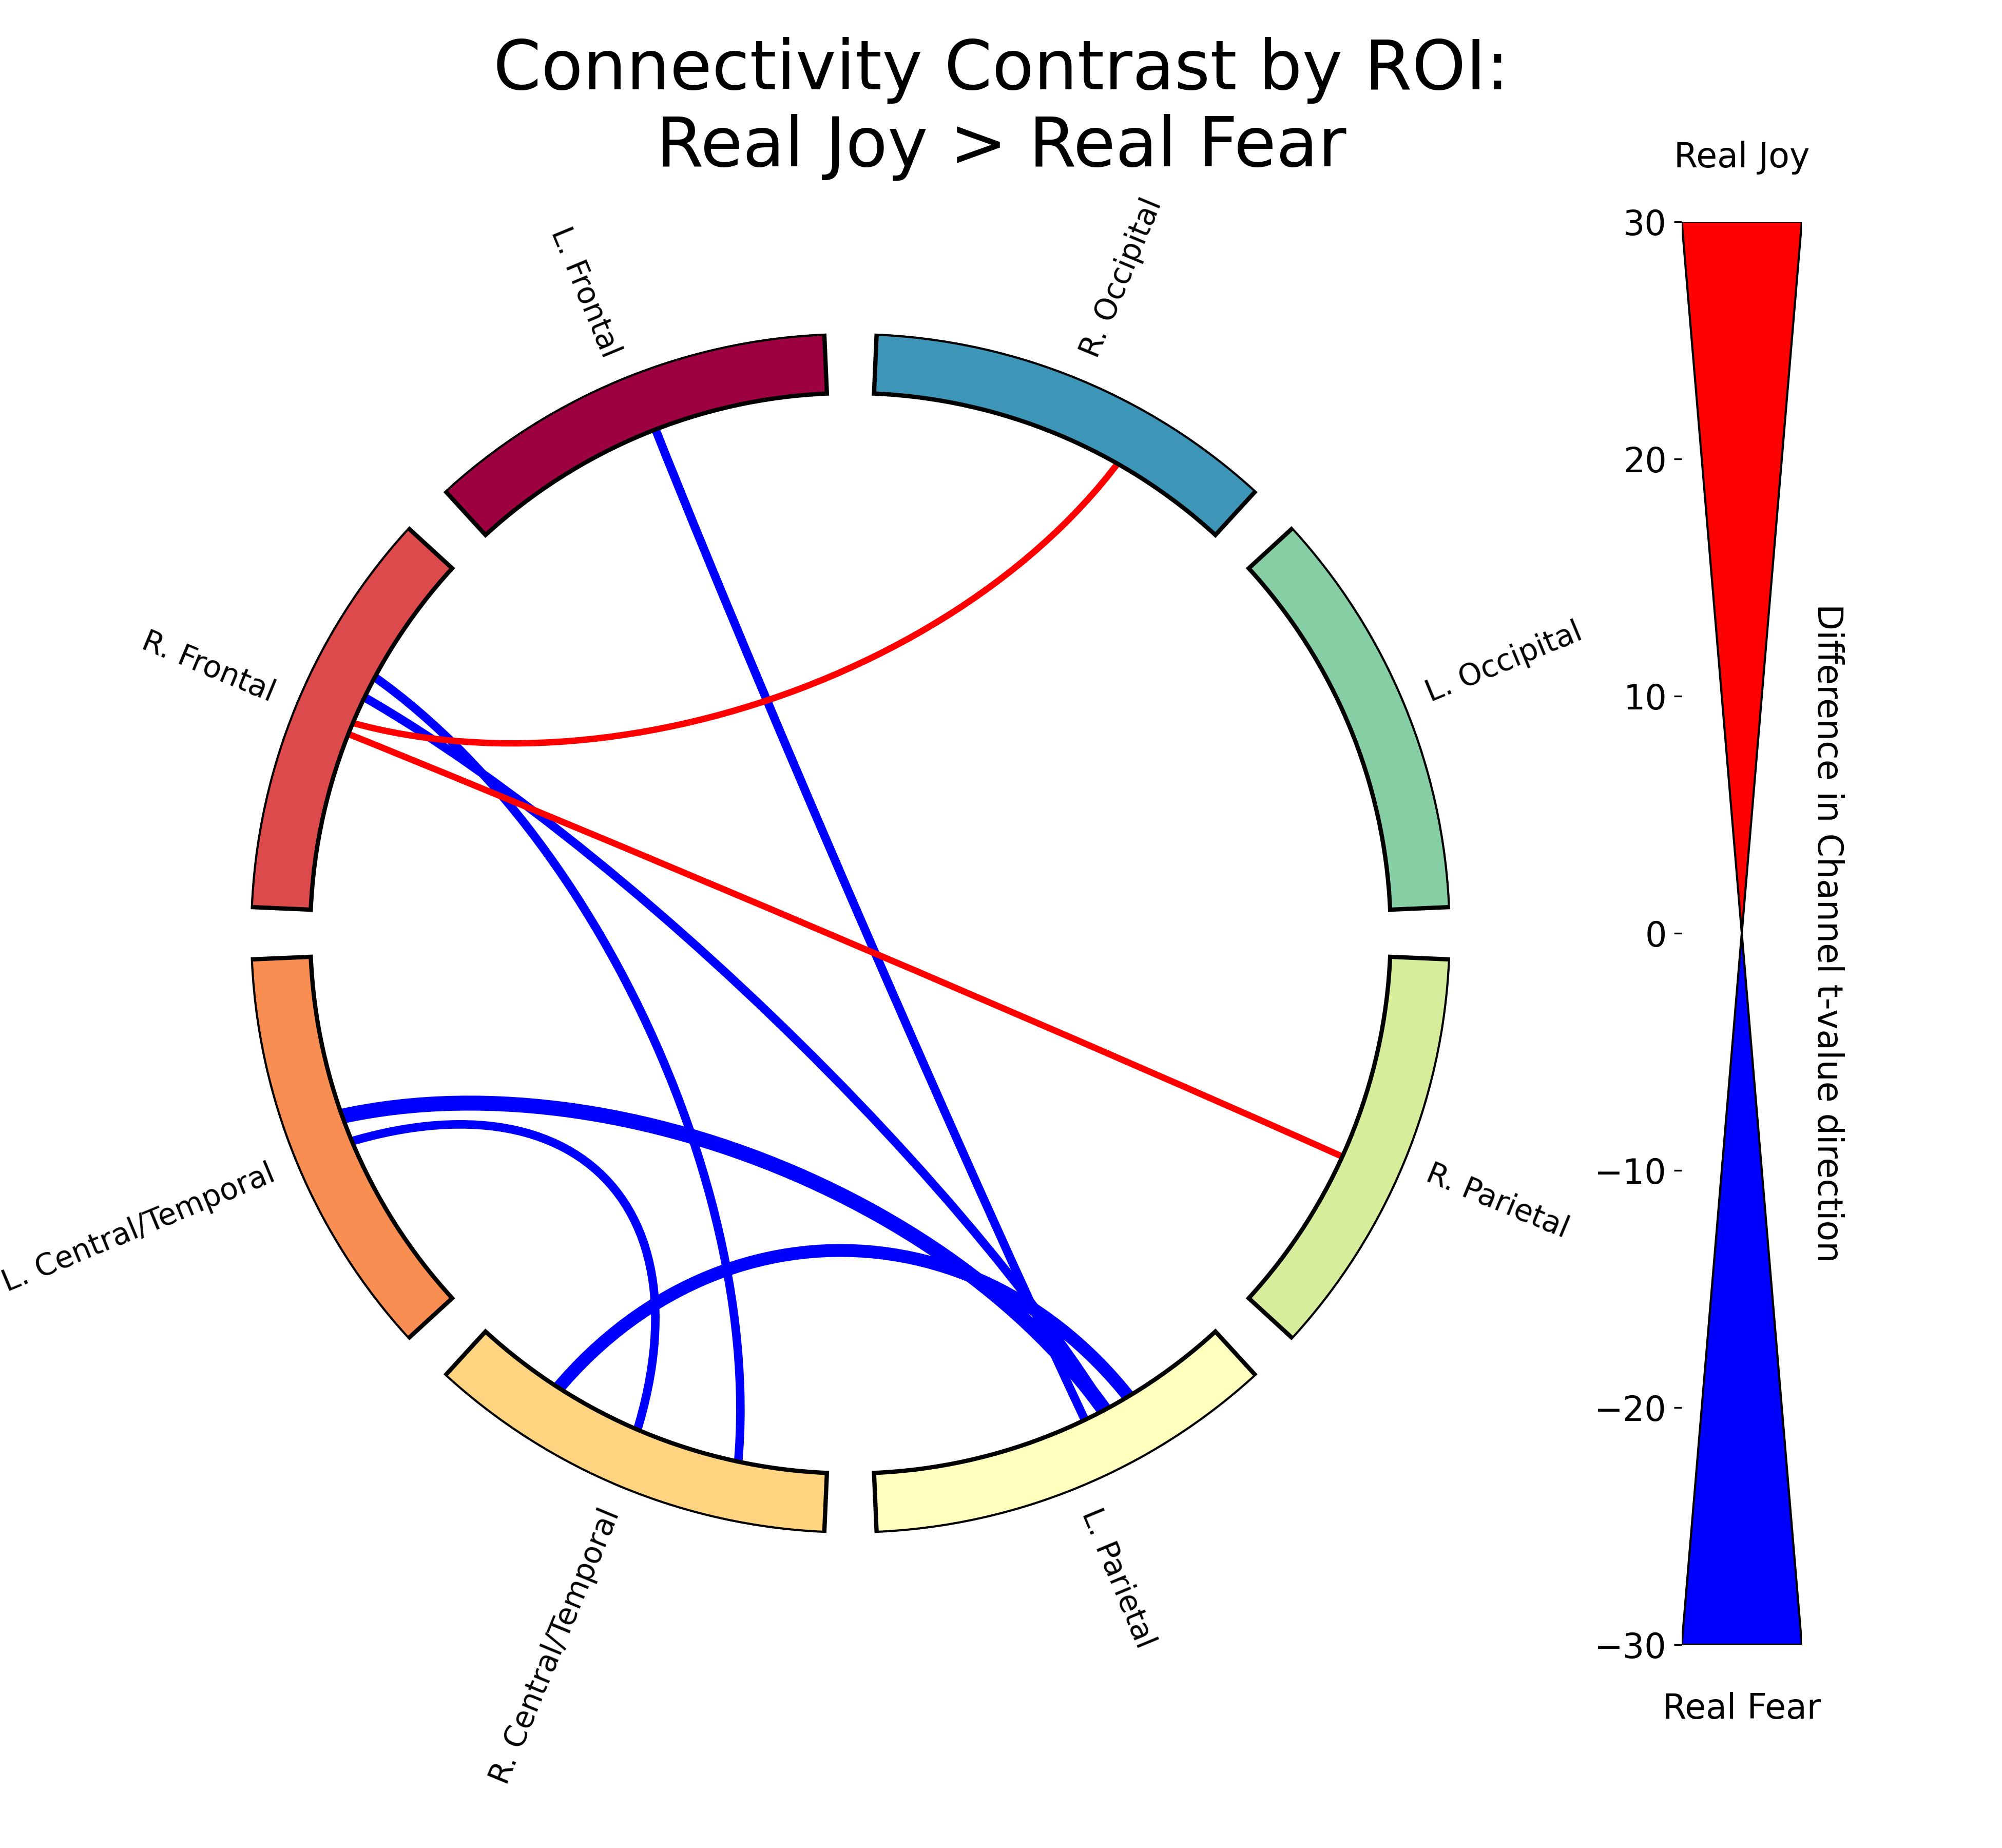 Connectivity Contrast by ROI:
Real Joy > Real Fear
L. Frontal
R. Occipital
R. Frontal
L. Occipital
L. Central/Temporal
R. Parietal
R. Central/Temporal
L. Parietal
Real Joy
30
20
10
0
−10
−20
−30
Real Fear
Difference in Channel t-value direction